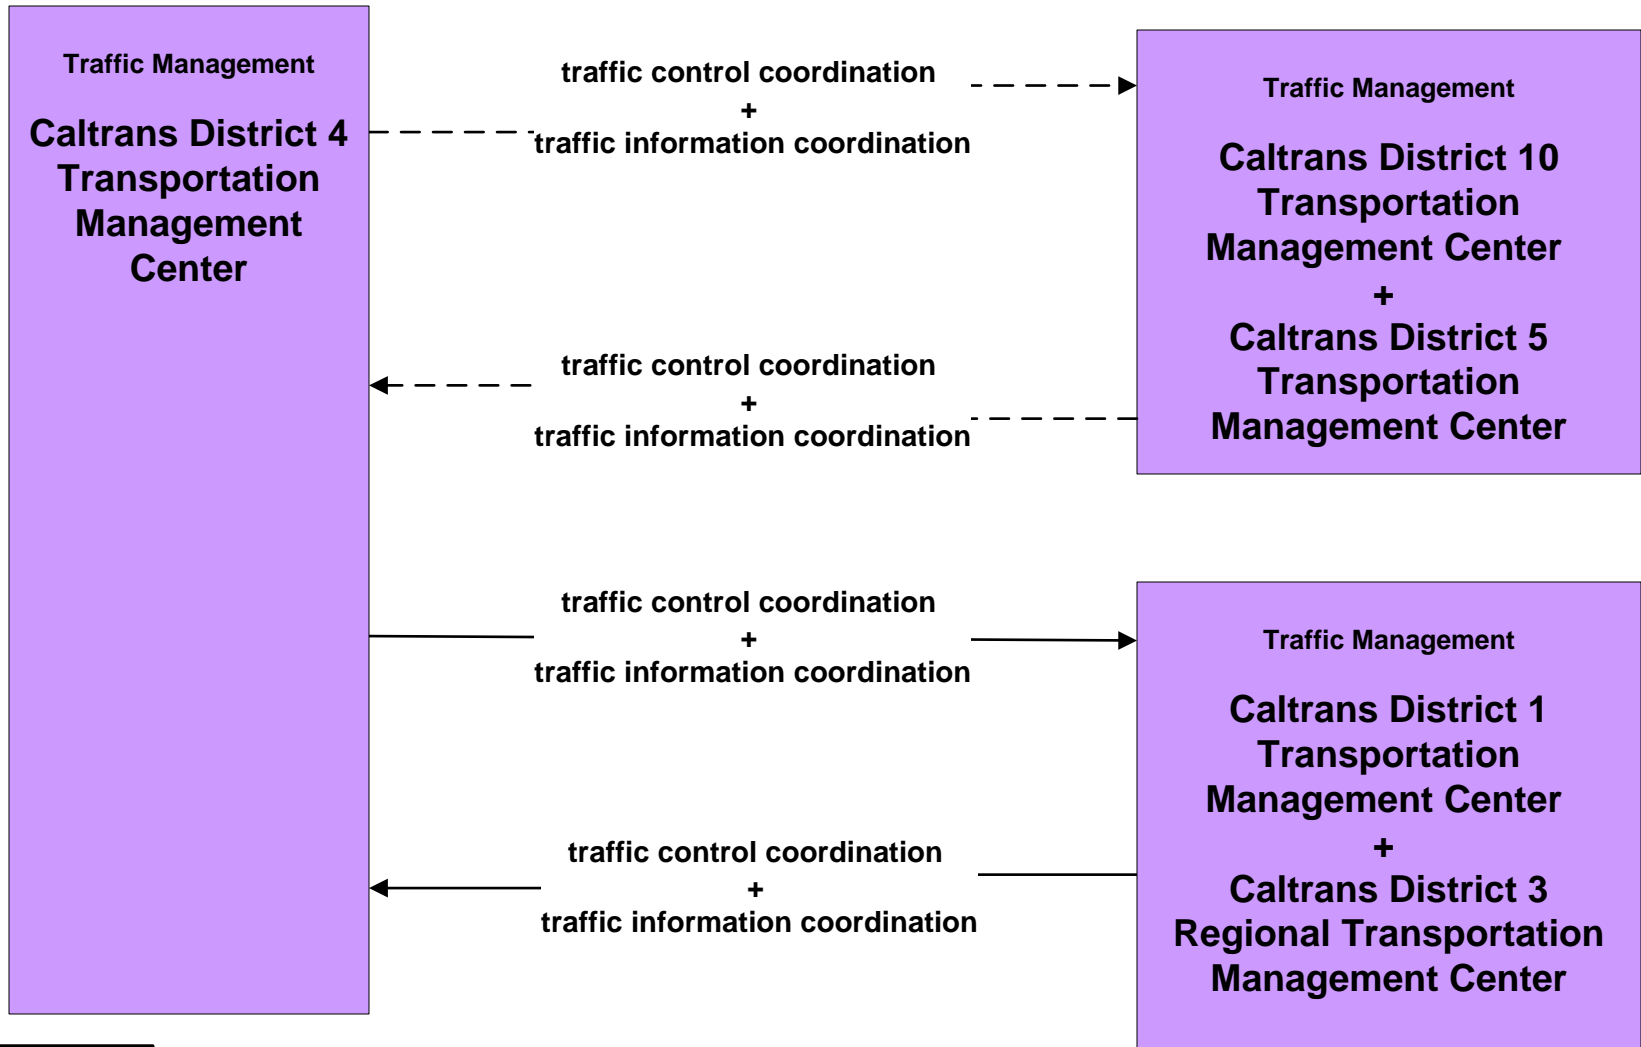 Traffic Management
Caltrans District 4
Transportation
Management
Center
traffic control coordination
+
traffic information coordination
traffic control coordination
+
traffic information coordination
traffic control coordination
+
traffic information coordination
traffic control coordination
+
traffic information coordination
Traffic Management
Caltrans District 10
Transportation
Management Center
+
Caltrans District 5
Transportation
Management Center
Traffic Management
Caltrans District 1
Transportation
Management Center
+
Caltrans District 3
Regional Transportation
Management Center